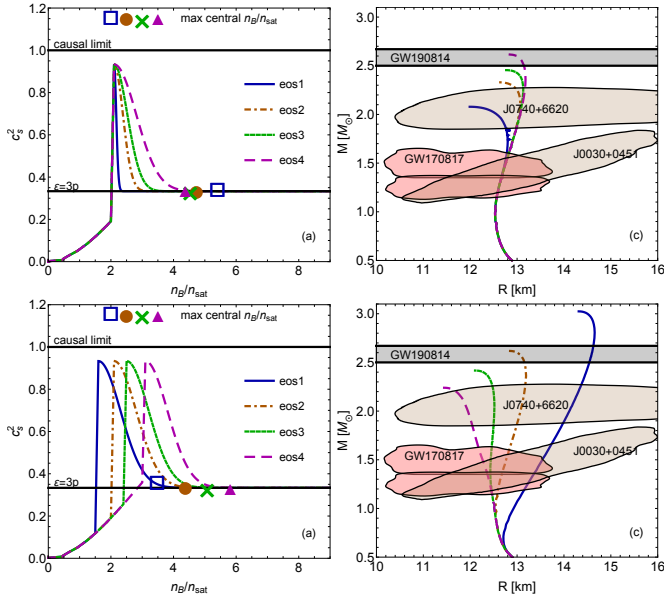 max central n_B/n_sat
causal limit
eos1
eos2
eos3
eos4
ε=3p
(a)
1.2
1.0
0.8
0.6
0.4
0.2
0.0
0 2 4 6 8
c_s^2
n_B/n_sat
GW190814
J0740+6620
GW170817
J0030+0451
(c)
3.0
2.5
2.0
1.5
1.0
0.5
10 11 12 13 14 15 16
M [M_⊙]
R [km]
max central n_B/n_sat
causal limit
eos1
eos2
eos3
eos4
ε=3p
(a)
1.2
1.0
0.8
0.6
0.4
0.2
0.0
0 2 4 6 8
c_s^2
n_B/n_sat
GW190814
J0740+6620
GW170817
J0030+0451
(c)
3.0
2.5
2.0
1.5
1.0
0.5
10 11 12 13 14 15 16
M [M_⊙]
R [km]